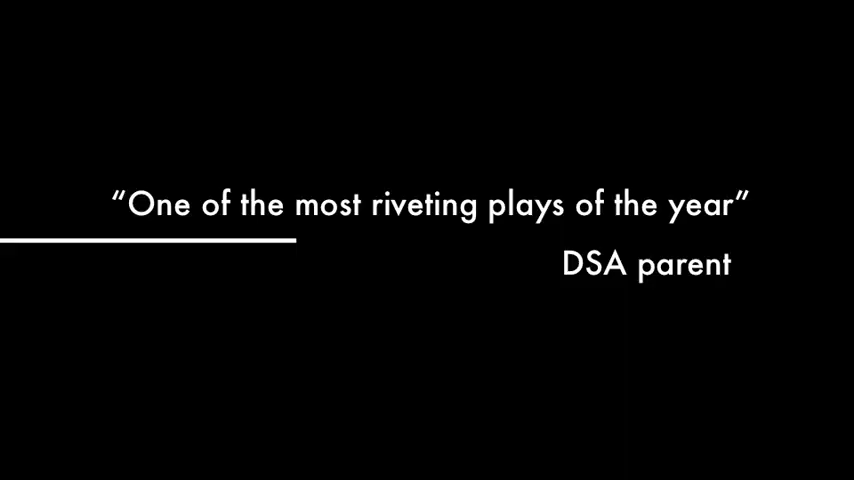 “One of the most riveting plays of the year”
DSA parent